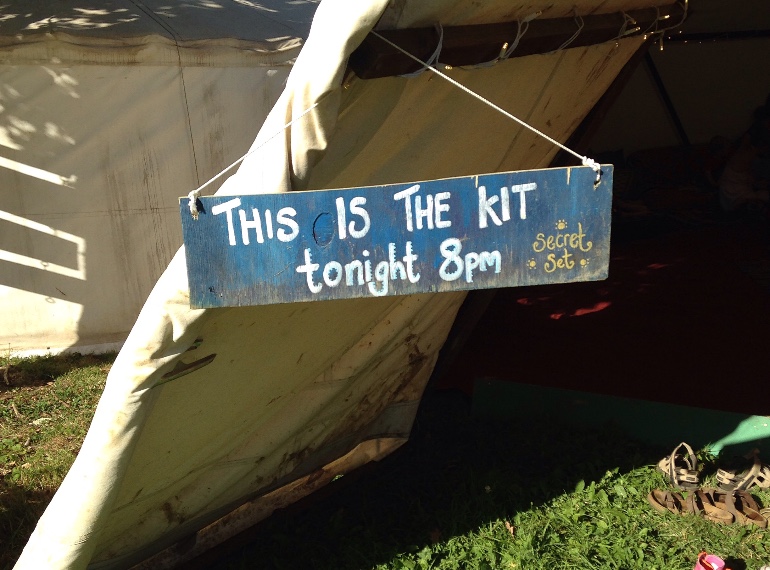 THIS IS THE KIT
tonight 8pm
secret
set